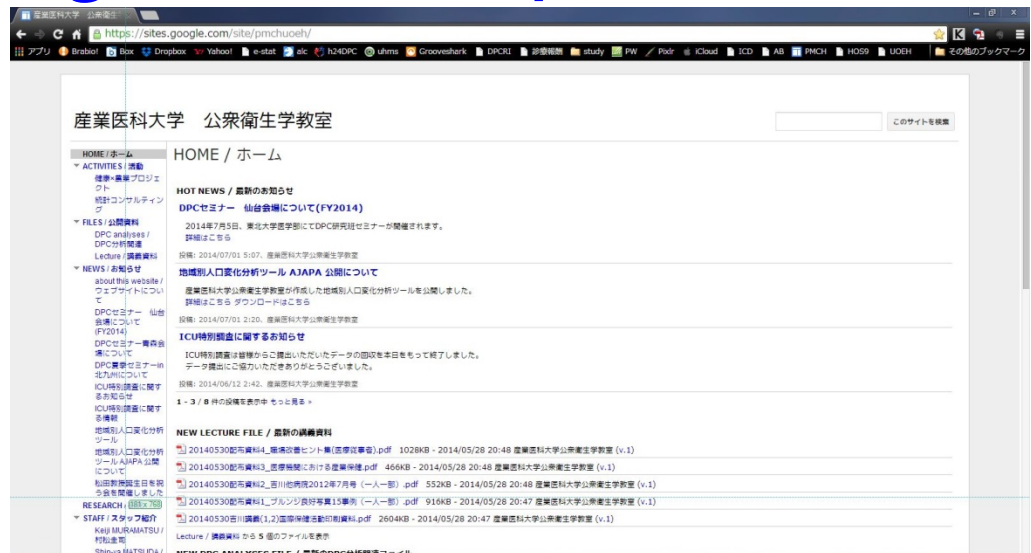 産業医科大学 公衆衛生
https://sites.google.com/site/pmchuoeh/
アプリ Brabio! Box Dropbox Yahoo! e-stat alc h24DPC uhms Grooveshark DPCRI 診療報酬 study PW Pixlr iCloud ICD AB PMCH HOS9 UOEH その他のブックマーク
産業医科大学 公衆衛生学教室
このサイトを検索
HOME / ホーム
ACTIVITIES / 活動
健康×農業プロジェ
クト
統計コンサルティン
グ
FILES / 公開資料
DPC analyses /
DPC分析関連
Lecture / 講義資料
NEWS / お知らせ
about this website /
ウェブサイトについ
て
DPCセミナー 仙台
会場について
(FY2014)
DPCセミナー青森会
場について
DPC夏季セミナーin
北九州について
ICU特別調査に関す
るお知らせ
ICU特別調査に関す
る情報
地域別人口変化分析
ツール
地域別人口変化分析
ツール AJAPA 公開
について
松田教授誕生日を祝
う会を開催しました
RESEARCH /
STAFF / スタッフ紹介
Keiji MURAMATSU /
村松圭司
Shin-ya MATSUDA /
HOME / ホーム
HOT NEWS / 最新のお知らせ
DPCセミナー 仙台会場について(FY2014)
2014年7月5日、東北大学医学部にてDPC研究班セミナーが開催されます。
詳細はこちら
投稿: 2014/07/01 5:07、産業医科大学公衆衛生学教室
地域別人口変化分析ツール AJAPA 公開について
産業医科大学公衆衛生学教室が作成した地域別人口変化分析ツールを公開しました。
詳細はこちら ダウンロードはこちら
投稿: 2014/07/01 2:20、産業医科大学公衆衛生学教室
ICU特別調査に関するお知らせ
ICU特別調査は皆様からご提出いただいたデータの回収を本日をもって終了しました。
データ提出にご協力いただきありがとうございました。
投稿: 2014/06/12 2:42、産業医科大学公衆衛生学教室
1 - 3 / 8 件の投稿を表示中 もっと見る »
NEW LECTURE FILE / 最新の講義資料
20140530配布資料4_職場改善ヒント集(医療従事者).pdf 1028KB - 2014/05/28 20:48 産業医科大学公衆衛生学教室 (v.1)
20140530配布資料3_医療機関における産業保健.pdf 466KB - 2014/05/28 20:48 産業医科大学公衆衛生学教室 (v.1)
20140530配布資料2_吉川他病院2012年7月号（一人一部）.pdf 552KB - 2014/05/28 20:48 産業医科大学公衆衛生学教室 (v.1)
20140530配布資料1_ブルンジ良好写真15事例（一人一部）.pdf 916KB - 2014/05/28 20:47 産業医科大学公衆衛生学教室 (v.1)
20140530吉川講義(1,2)国際保健活動印刷資料.pdf 2604KB - 2014/05/28 20:47 産業医科大学公衆衛生学教室 (v.1)
Lecture / 講義資料 から 5 個のファイルを表示
NEW DPC ANALYSES FILE / 最新のDPC分析関連ファイル